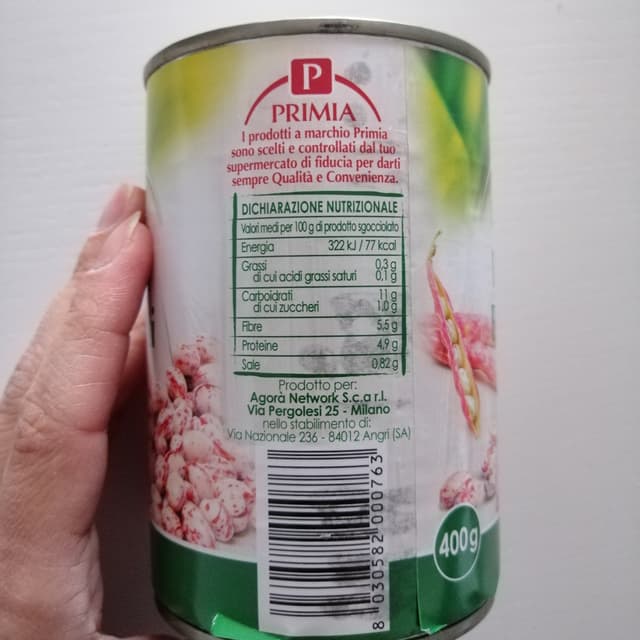 P
PRIMIA
I prodotti a marchio Primia
sono scelti e controllati dal tuo
supermercato di fiducia per darti
sempre Qualità e Convenienza.
DICHIARAZIONE NUTRIZIONALE
Valori medi per 100 g di prodotto sgocciolato
Energia 322 kJ / 77 kcal
Grassi 0,3 g
di cui acidi grassi saturi 0,1 g
Carboidrati 11 g
di cui zuccheri 1,0 g
Fibre 5,5 g
Proteine 4,9 g
Sale 0,82 g
Prodotto per:
Agorà Network S.c.a r.l.
Via Pergolesi 25 - Milano
nello stabilimento di:
Via Nazionale 236 - 84012 Angri (SA)
8 030582 000763
400g